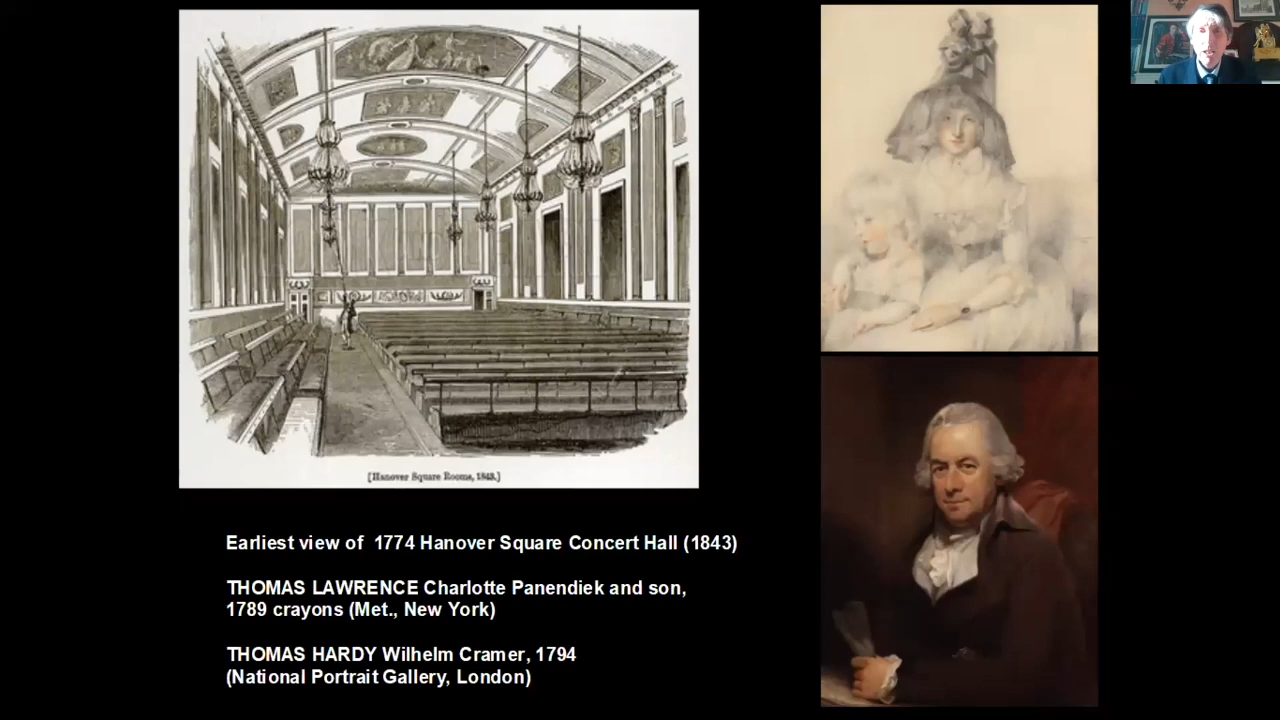 [Hanover Square Rooms, 1843.]
Earliest view of 1774 Hanover Square Concert Hall (1843)
THOMAS LAWRENCE Charlotte Panendiek and son,
1789 crayons (Met., New York)
THOMAS HARDY Wilhelm Cramer, 1794
(National Portrait Gallery, London)